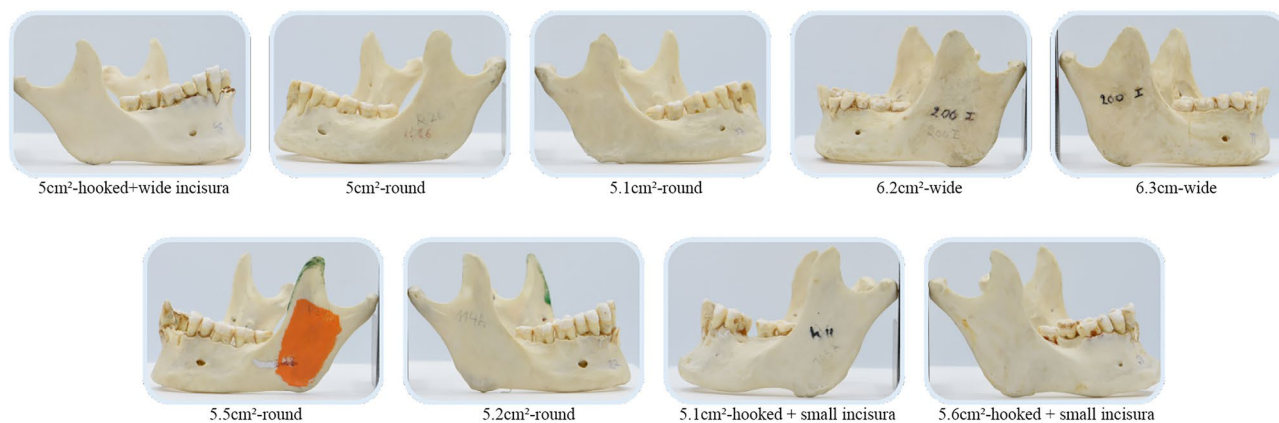 200 I
200 I
200 I
5cm²-hooked+wide incisura
5cm²-round
5.1cm²-round
6.2cm²-wide
6.3cm-wide
5.5cm²-round
5.2cm²-round
5.1cm²-hooked + small incisura
5.6cm²-hooked + small incisura